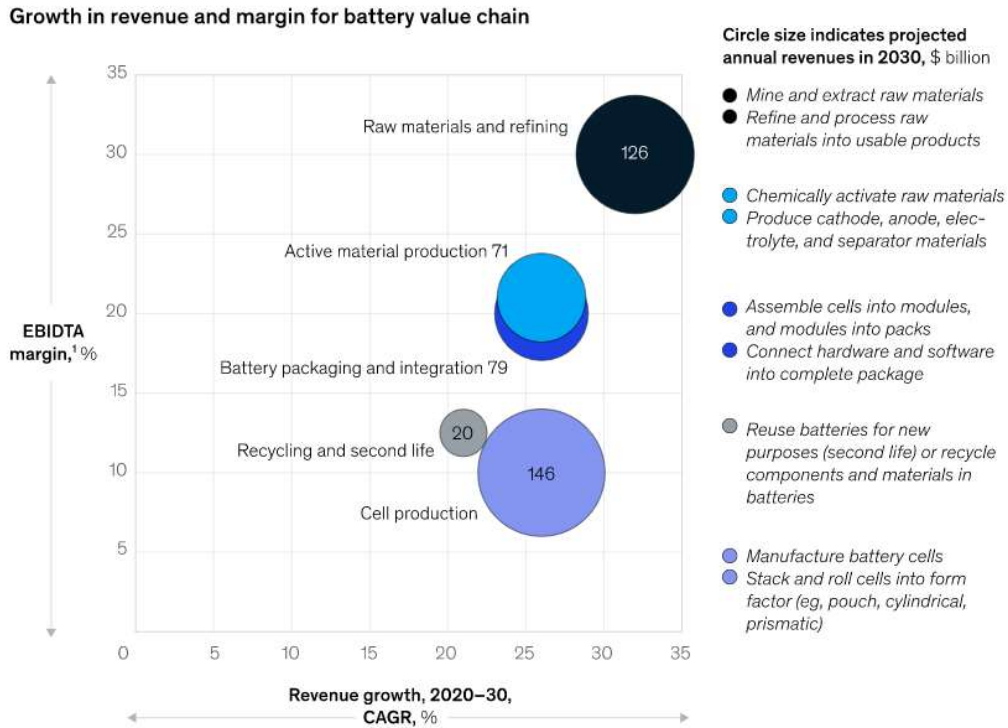 Growth in revenue and margin for battery value chain
Circle size indicates projected
annual revenues in 2030, $ billion
Mine and extract raw materials
Refine and process raw
materials into usable products
Chemically activate raw materials
Produce cathode, anode, elec-
trolyte, and separator materials
Assemble cells into modules,
and modules into packs
Connect hardware and software
into complete package
Reuse batteries for new
purposes (second life) or recycle
components and materials in
batteries
Manufacture battery cells
Stack and roll cells into form
factor (eg, pouch, cylindrical,
prismatic)
EBIDTA
margin,¹ %
35
30
25
20
15
10
5
Raw materials and refining
126
Active material production 71
Battery packaging and integration 79
20
Recycling and second life
146
Cell production
0 5 10 15 20 25 30 35
Revenue growth, 2020–30,
CAGR, %